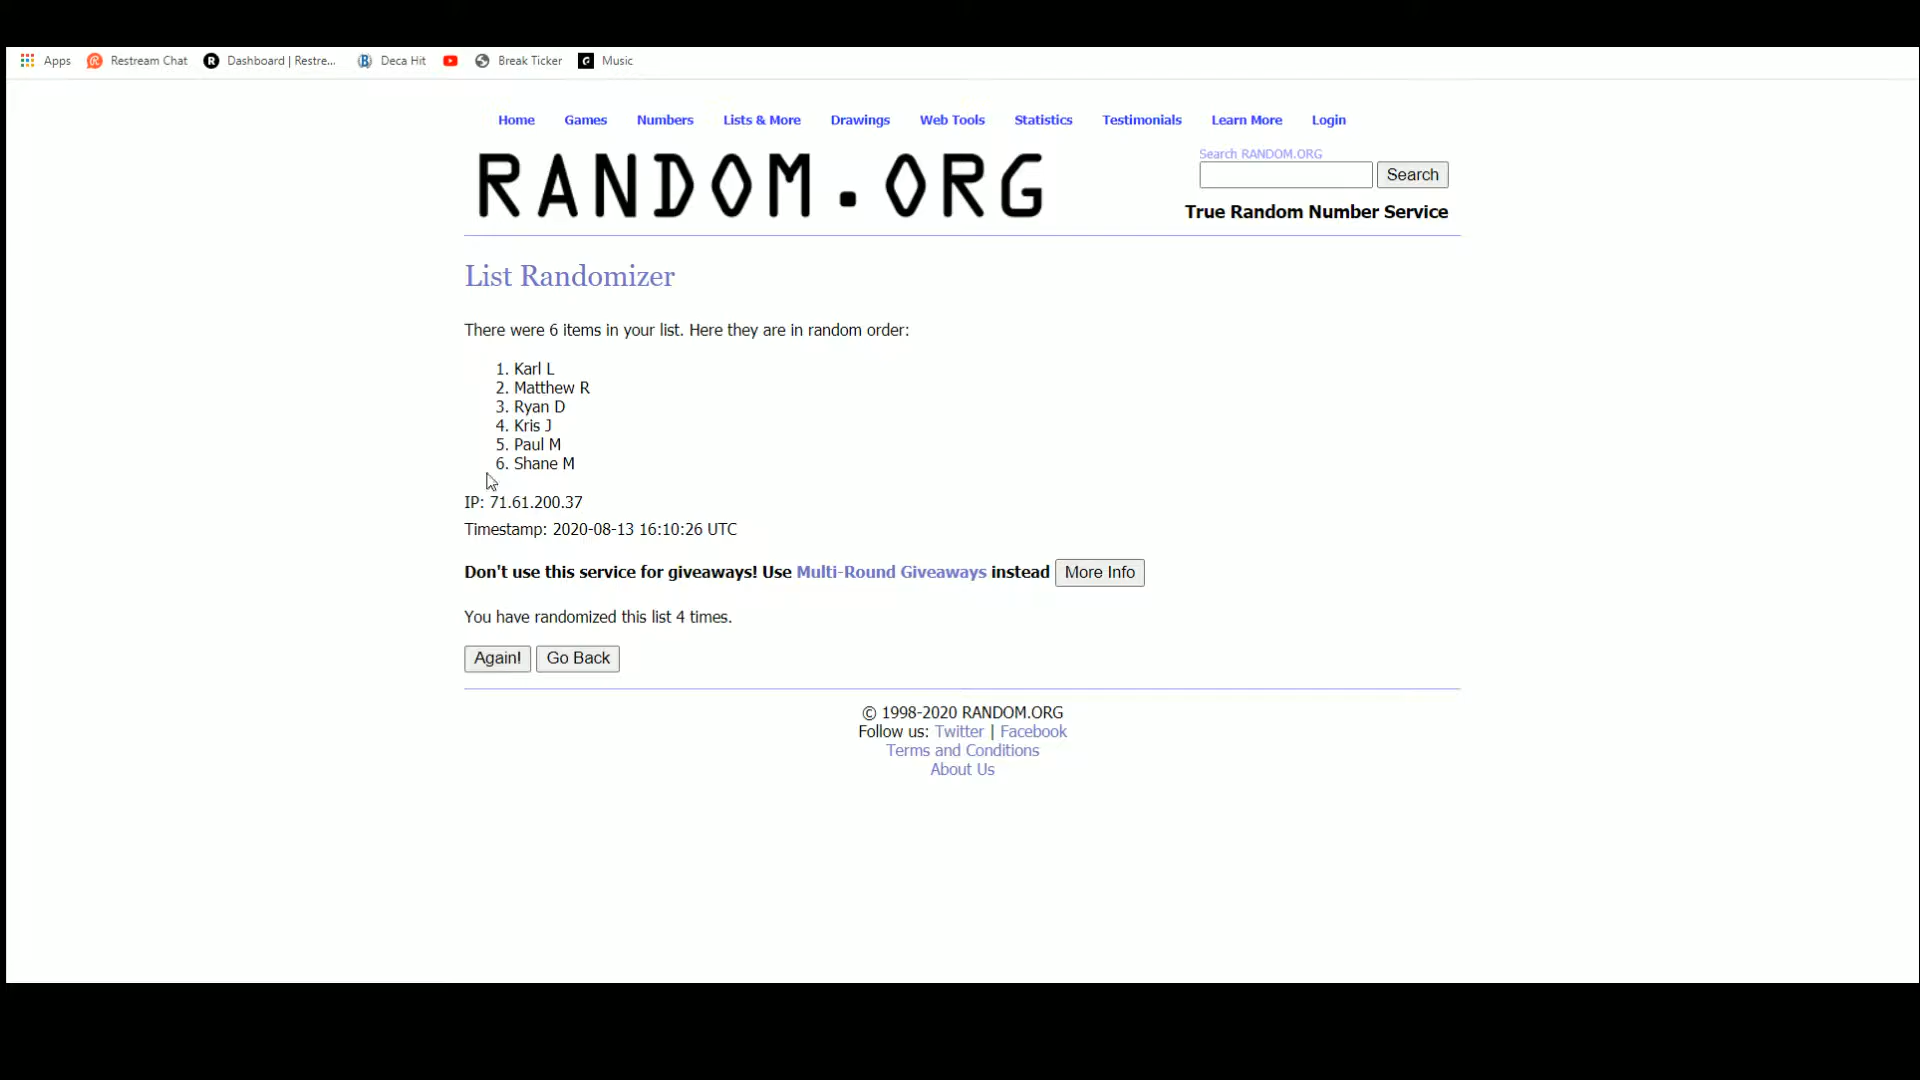 Apps Restream Chat Dashboard | Restre... Deca Hit Break Ticker Music
Home Games Numbers Lists & More Drawings Web Tools Statistics Testimonials Learn More Login
RANDOM.ORG
Search RANDOM.ORG
Search
True Random Number Service
List Randomizer
There were 6 items in your list. Here they are in random order:
1. Karl L
2. Matthew R
3. Ryan D
4. Kris J
5. Paul M
6. Shane M
IP: 71.61.200.37
Timestamp: 2020-08-13 16:10:26 UTC
Don't use this service for giveaways! Use Multi-Round Giveaways instead More Info
You have randomized this list 4 times.
Again! Go Back
© 1998-2020 RANDOM.ORG
Follow us: Twitter | Facebook
Terms and Conditions
About Us